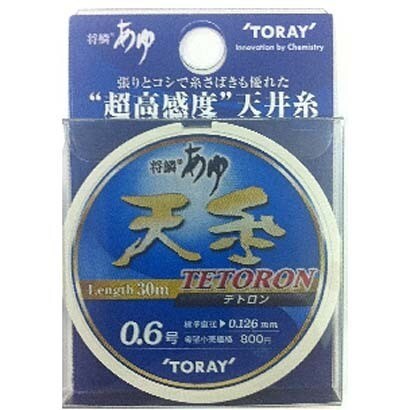 将鱗®あゆ
'TORAY'
Innovation by Chemistry
張りとコシで糸さばきも優れた
“超高感度”天井糸
将鱗®あゆ
'TORAY'
天糸
TETORON
Length 30m
テトロン
0.6号
標準直径▶0.126mm
希望小売価格 800円
'TORAY'